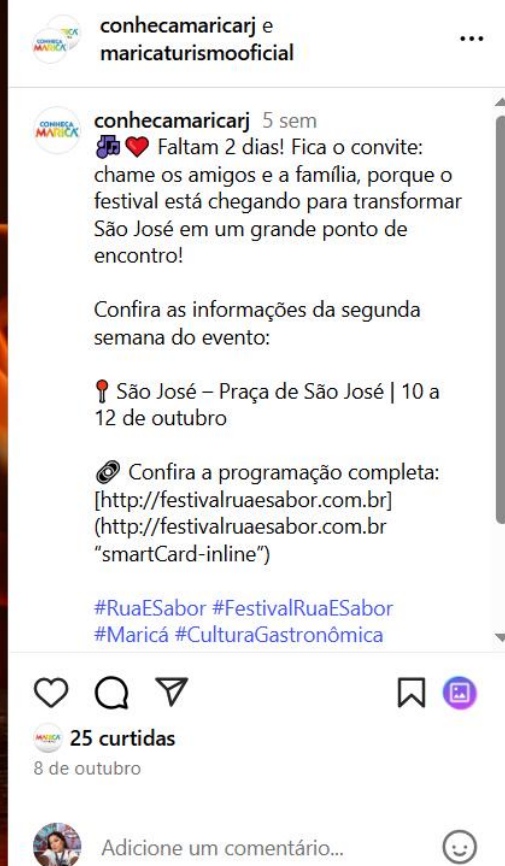 conhecamaricarj e
maricaturismooficial
conhecamaricarj 5 sem
🎶❤️ Faltam 2 dias! Fica o convite:
chame os amigos e a família, porque o
festival está chegando para transformar
São José em um grande ponto de
encontro!
Confira as informações da segunda
semana do evento:
📍 São José – Praça de São José | 10 a
12 de outubro
🔗 Confira a programação completa:
[http://festivalruaesabor.com.br]
(http://festivalruaesabor.com.br
“smartCard-inline”)
#RuaESabor #FestivalRuaESabor
#Maricá #CulturaGastronômica
25 curtidas
8 de outubro
Adicione um comentário...